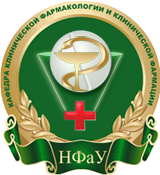 КАФЕДРА КЛИНИЧЕСКОЙ ФАРМАКОЛОГИИ И КЛИНИЧЕСКОЙ ФАРМАЦИИ
НФаУ